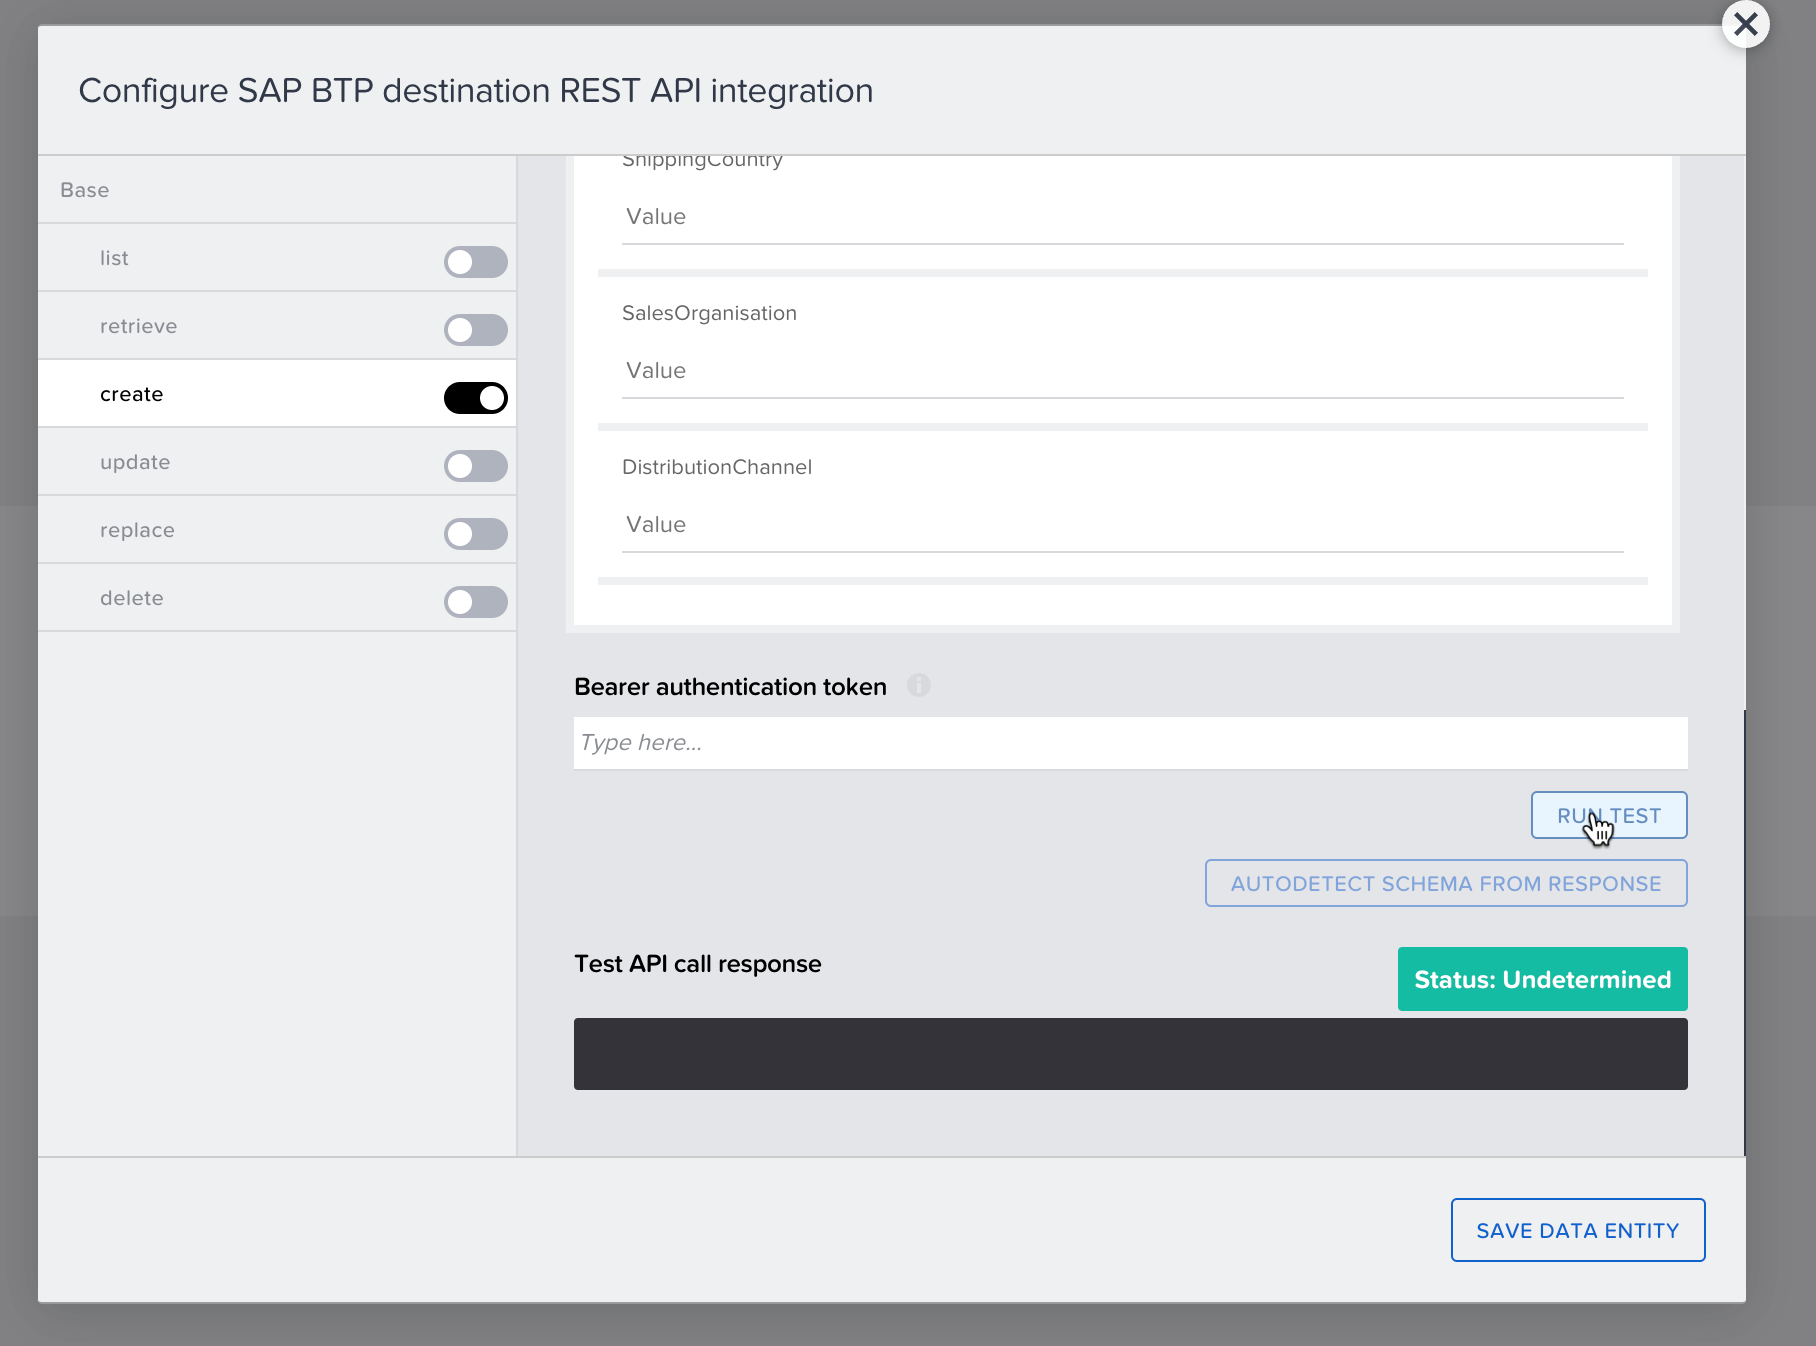 Configure SAP BTP destination REST API integration
Base
list
retrieve
create
update
replace
delete
ShippingCountry
Value
SalesOrganisation
Value
DistributionChannel
Value
Bearer authentication token
Type here...
RUN TEST
AUTODETECT SCHEMA FROM RESPONSE
Test API call response
Status: Undetermined
SAVE DATA ENTITY